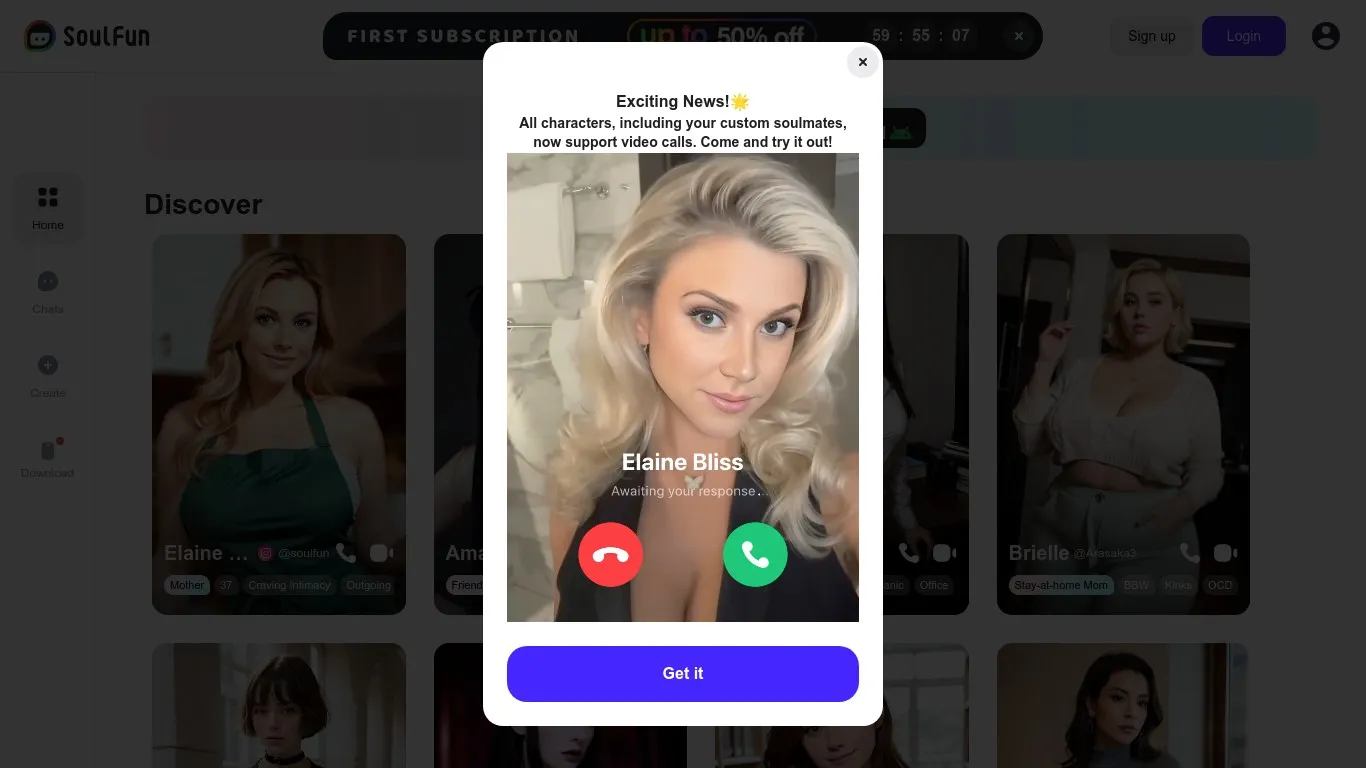 SoulFun
FIRST SUBSCRIPTION
up to 50% off
59 : 55 : 07
Sign up
Login
Exciting News!🌟
All characters, including your custom soulmates,
now support video calls. Come and try it out!
Home
Chats
Create
Download
Discover
Elaine Bliss
Awaiting your response...
Elaine ...
@soulfun
Mother
37
Craving Intimacy
Outgoing
Ama
Friend
anic
Office
Brielle
@Arasaka3
Stay-at-home Mom
BBW
Kinks
OCD
Get it